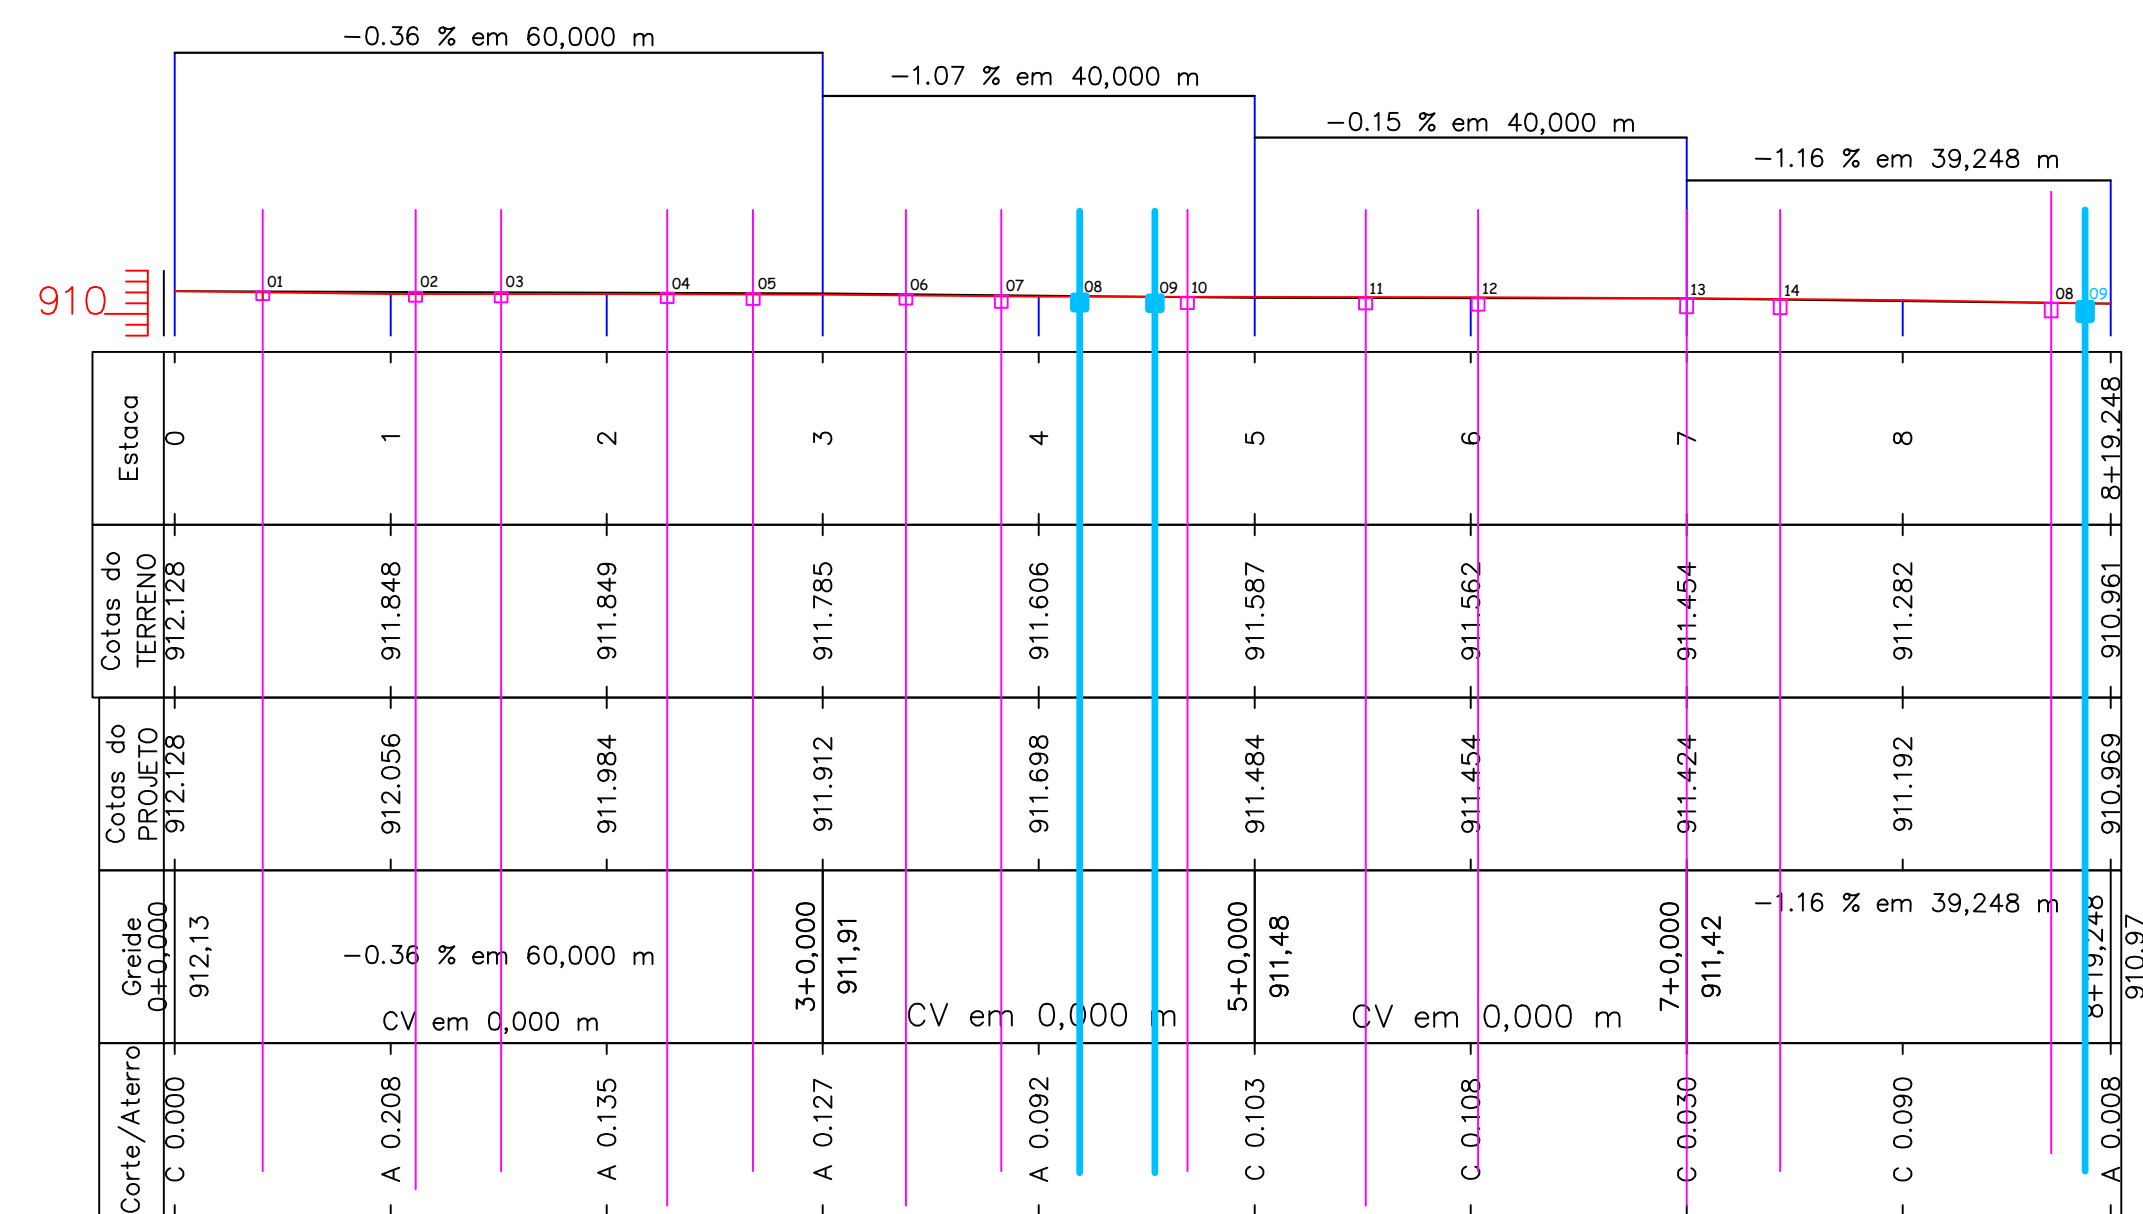 -0.36 % em 60,000 m
-1.07 % em 40,000 m
-0.15 % em 40,000 m
-1.16 % em 39,248 m
910
01 02 03 04 05 06 07 08 09 10 11 12 13 14 08 09
Estaca
0 1 2 3 4 5 6 7 8 8+19.248
Cotas do
TERRENO
912.128 911.848 911.849 911.785 911.606 911.587 911.562 911.454 911.282 910.961
Cotas do
PROJETO
912.128 912.056 911.984 911.912 911.698 911.484 911.454 911.424 911.192 910.969
Greide
0+0,000
912,13
-0.36 % em 60,000 m
CV em 0,000 m
3+0,000
911,91
CV em 0,000 m
5+0,000
911,48
CV em 0,000 m
7+0,000
911,42
-1.16 % em 39,248 m
8+19,248
910,97
Corte/Aterro
C 0.000 A 0.208 A 0.135 A 0.127 A 0.092 C 0.103 C 0.108 C 0.030 C 0.090 A 0.008